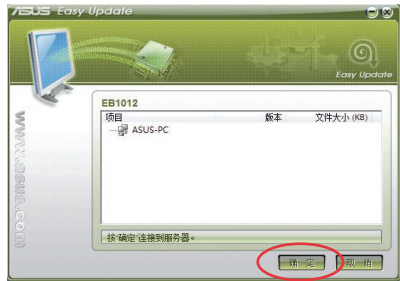 ASUS Easy Update
Easy Update
EB1012
项目 版本 文件大小 (KB)
ASUS-PC
www.asus.com
按'确定'连接到服务器。
确 定 取 消